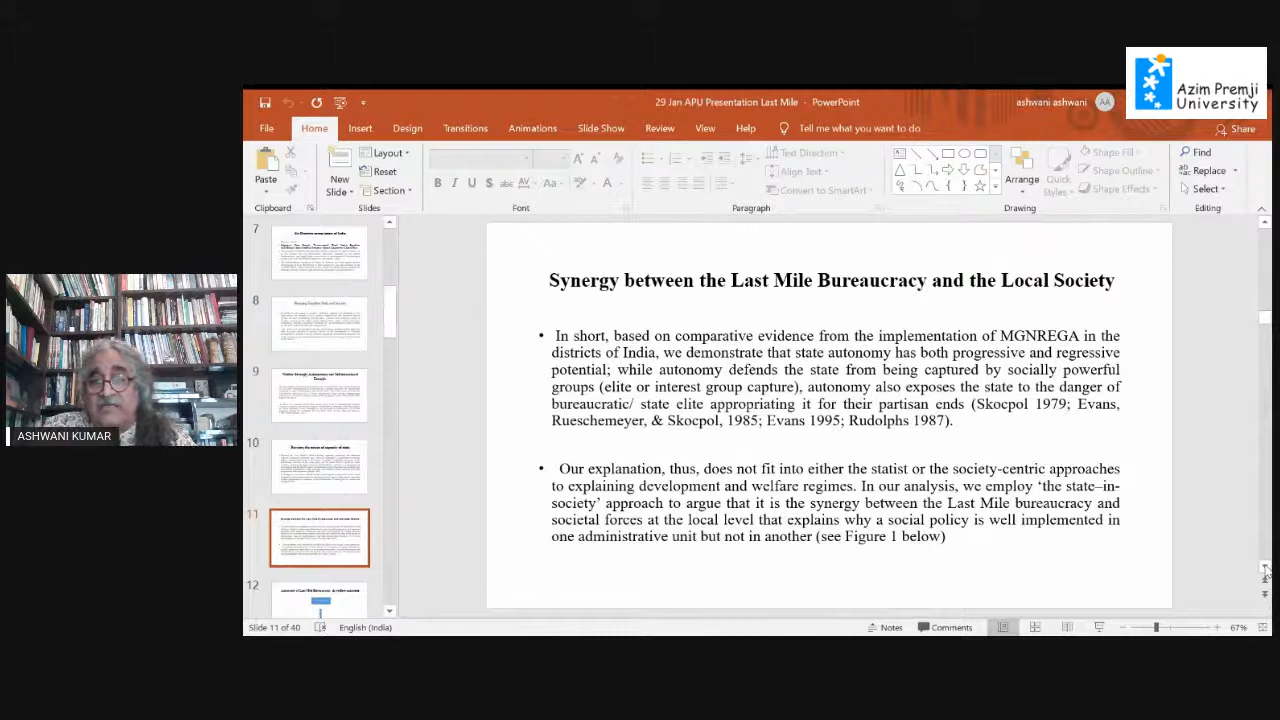 Azim Premji
University
29 Jan APU Presentation Last Mile - PowerPoint
ashwani ashwani
AA
File
Home
Insert
Design
Transitions
Animations
Slide Show
Review
View
Help
Tell me what you want to do
Share
Paste
New
Slide
Layout
Reset
Section
B I U S abc AV Aa A
Text Direction
Align Text
Convert to SmartArt
Arrange
Quick
Styles
Shape Fill
Shape Outline
Shape Effects
Find
Replace
Select
Clipboard
Slides
Font
Paragraph
Drawing
Editing
7
8
9
10
11
12
Synergy between the Last Mile Bureaucracy and the Local Society
• In short, based on comparative evidence from the implementation of MGNREGA in the
districts of India, we demonstrate that state autonomy has both progressive and regressive
potential; while autonomy prevents the state from being captured by socially powerful
groups (elite or interest groups/classes), autonomy also exposes the state to the danger of
bureaucratic/ state elite appropriating it for their partisan ends (Skocpol 1979; Evans,
Rueschemeyer, & Skocpol, 1985; Evans 1995; Rudolphs 1987).
• Our explanation, thus, does not join either the statist or the society-centric approaches
to explaining development and welfare regimes. In our analysis, we employ ‘the state–in-
society’ approach to argue that it is the synergy between the Last Mile bureaucracy and
societal forces at the local level that explains why a social policy is well implemented in
one administrative unit but not in another (see Figure 1 below)
ASHWANI KUMAR
Slide 11 of 40
English (India)
Notes
Comments
67%